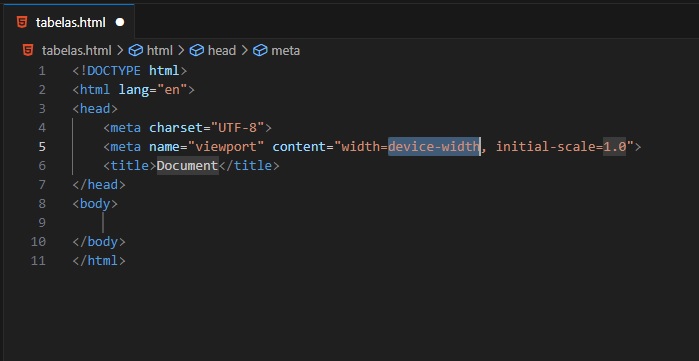 tabelas.html
tabelas.html > html > head > meta
1 <!DOCTYPE html>
2 <html lang="en">
3 <head>
4     <meta charset="UTF-8">
5     <meta name="viewport" content="width=device-width, initial-scale=1.0">
6     <title>Document</title>
7 </head>
8 <body>
9
10 </body>
11 </html>